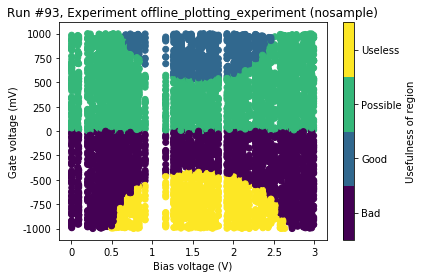 Run #93, Experiment offline_plotting_experiment (nosample)
1000
750
500
250
0
-250
-500
-750
-1000
Gate voltage (mV)
0
0.5
1
1.5
2
2.5
3
Bias voltage (V)
Useless
Possible
Good
Bad
Usefulness of region